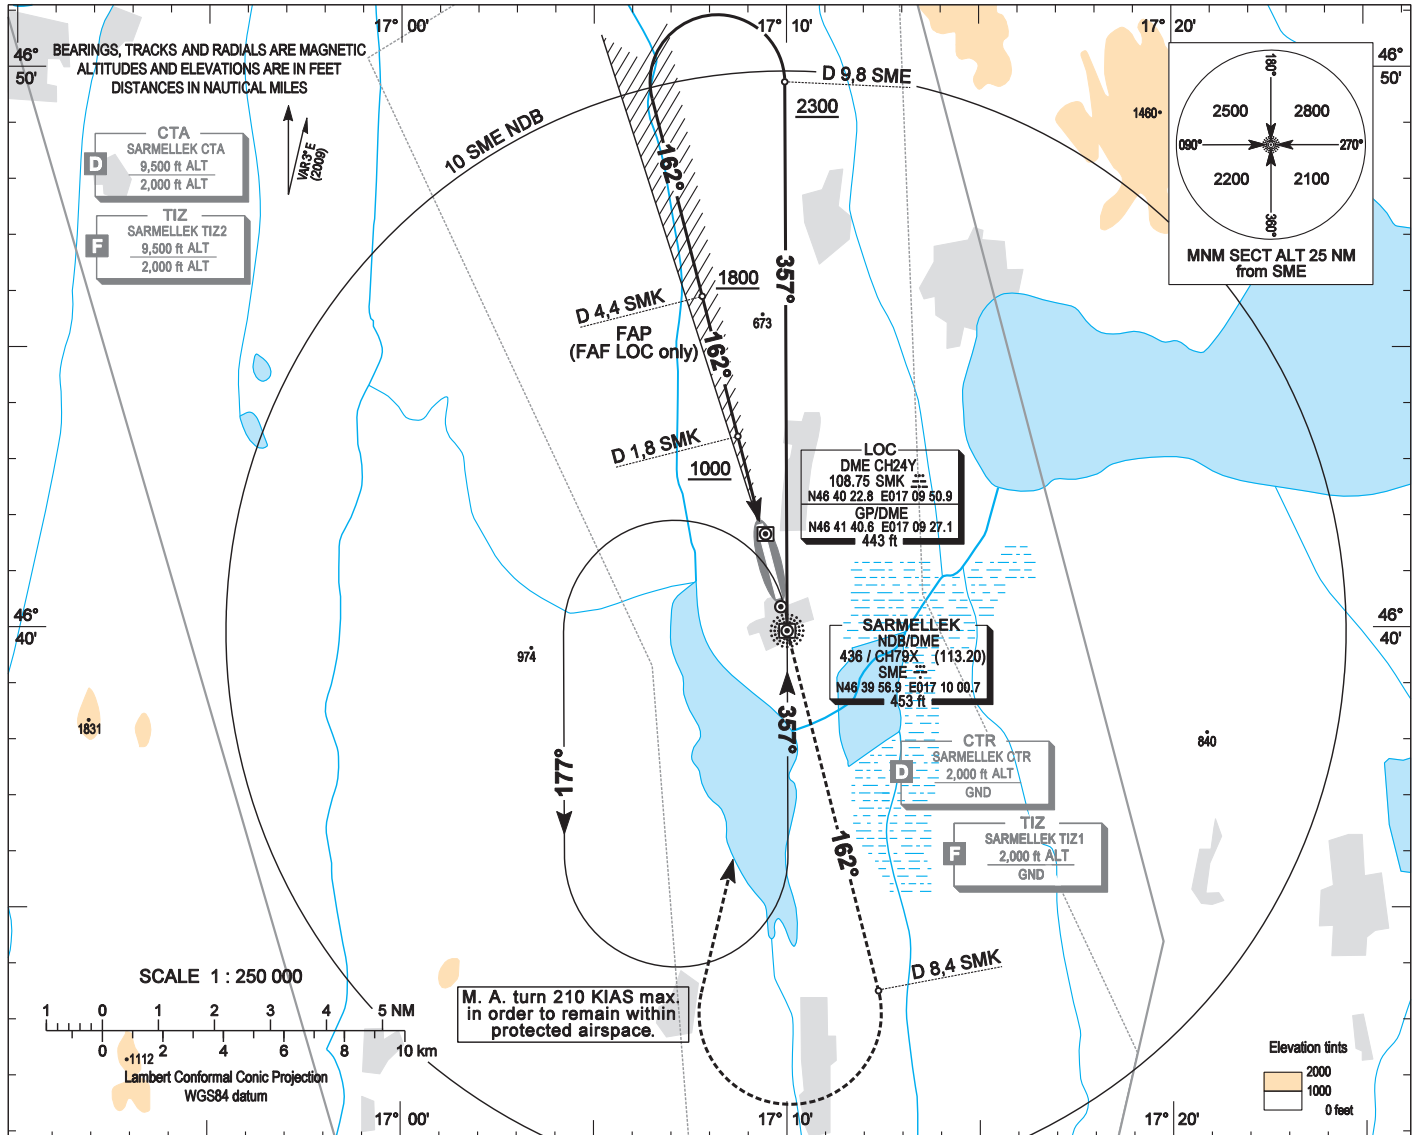 17° 00'
17° 10'
17° 20'
46°
50'
46°
50'
BEARINGS, TRACKS AND RADIALS ARE MAGNETIC
ALTITUDES AND ELEVATIONS ARE IN FEET
DISTANCES IN NAUTICAL MILES
VAR3° E
(2009)
CTA
D
SARMELLEK CTA
9,500 ft ALT
2,000 ft ALT
TIZ
F
SARMELLEK TIZ2
9,500 ft ALT
2,000 ft ALT
10 SME NDB
D 9,8 SME
2300
1460
180°
2500
2800
090°
270°
2200
2100
360°
MNM SECT ALT 25 NM
from SME
162°
357°
1800
D 4,4 SMK
FAP
(FAF LOC only)
673
162°
D 1,8 SMK
1000
LOC
DME CH24Y
108.75 SMK
N46 40 22.8 E017 09 50.9
GP/DME
N46 41 40.6 E017 09 27.1
443 ft
46°
40'
46°
40'
SARMELLEK
NDB/DME
436 / CH79X (113.20)
SME
N46 39 56.9 E017 10 00.7
453 ft
974
1831
840
357°
177°
162°
CTR
D
SARMELLEK CTR
2,000 ft ALT
GND
TIZ
F
SARMELLEK TIZ1
2,000 ft ALT
GND
D 8,4 SMK
M. A. turn 210 KIAS max.
in order to remain within
protected airspace.
SCALE 1 : 250 000
1 0 1 2 3 4 5 NM
0 2 4 6 8 10 km
1112
Lambert Conformal Conic Projection
WGS84 datum
Elevation tints
2000
1000
0 feet
17° 00'
17° 10'
17° 20'